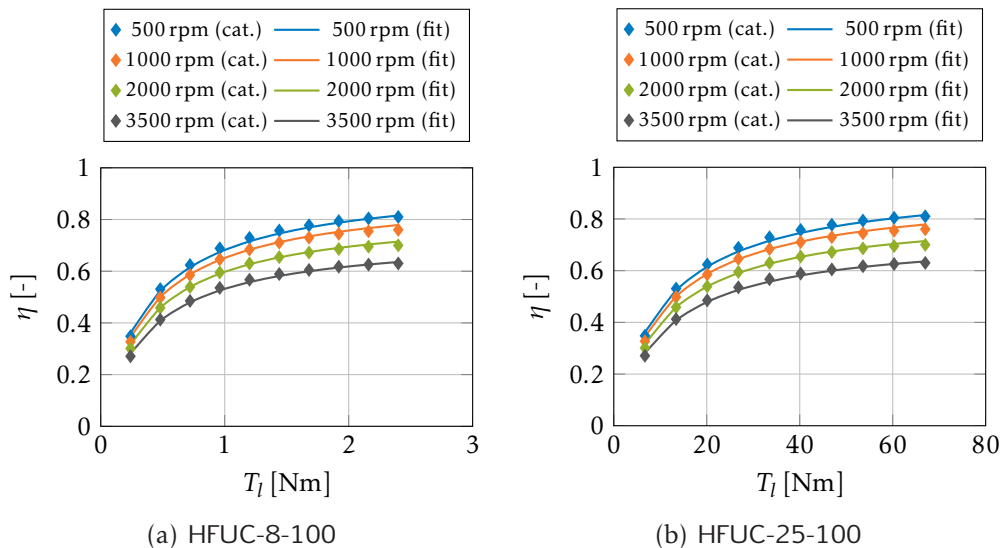 500 rpm (cat.) 500 rpm (fit)
1000 rpm (cat.) 1000 rpm (fit)
2000 rpm (cat.) 2000 rpm (fit)
3500 rpm (cat.) 3500 rpm (fit)
1
0.8
0.6
0.4
0.2
0
η [-]
0 1 2 3
T_l [Nm]
(a) HFUC-8-100
500 rpm (cat.) 500 rpm (fit)
1000 rpm (cat.) 1000 rpm (fit)
2000 rpm (cat.) 2000 rpm (fit)
3500 rpm (cat.) 3500 rpm (fit)
1
0.8
0.6
0.4
0.2
0
η [-]
0 20 40 60 80
T_l [Nm]
(b) HFUC-25-100